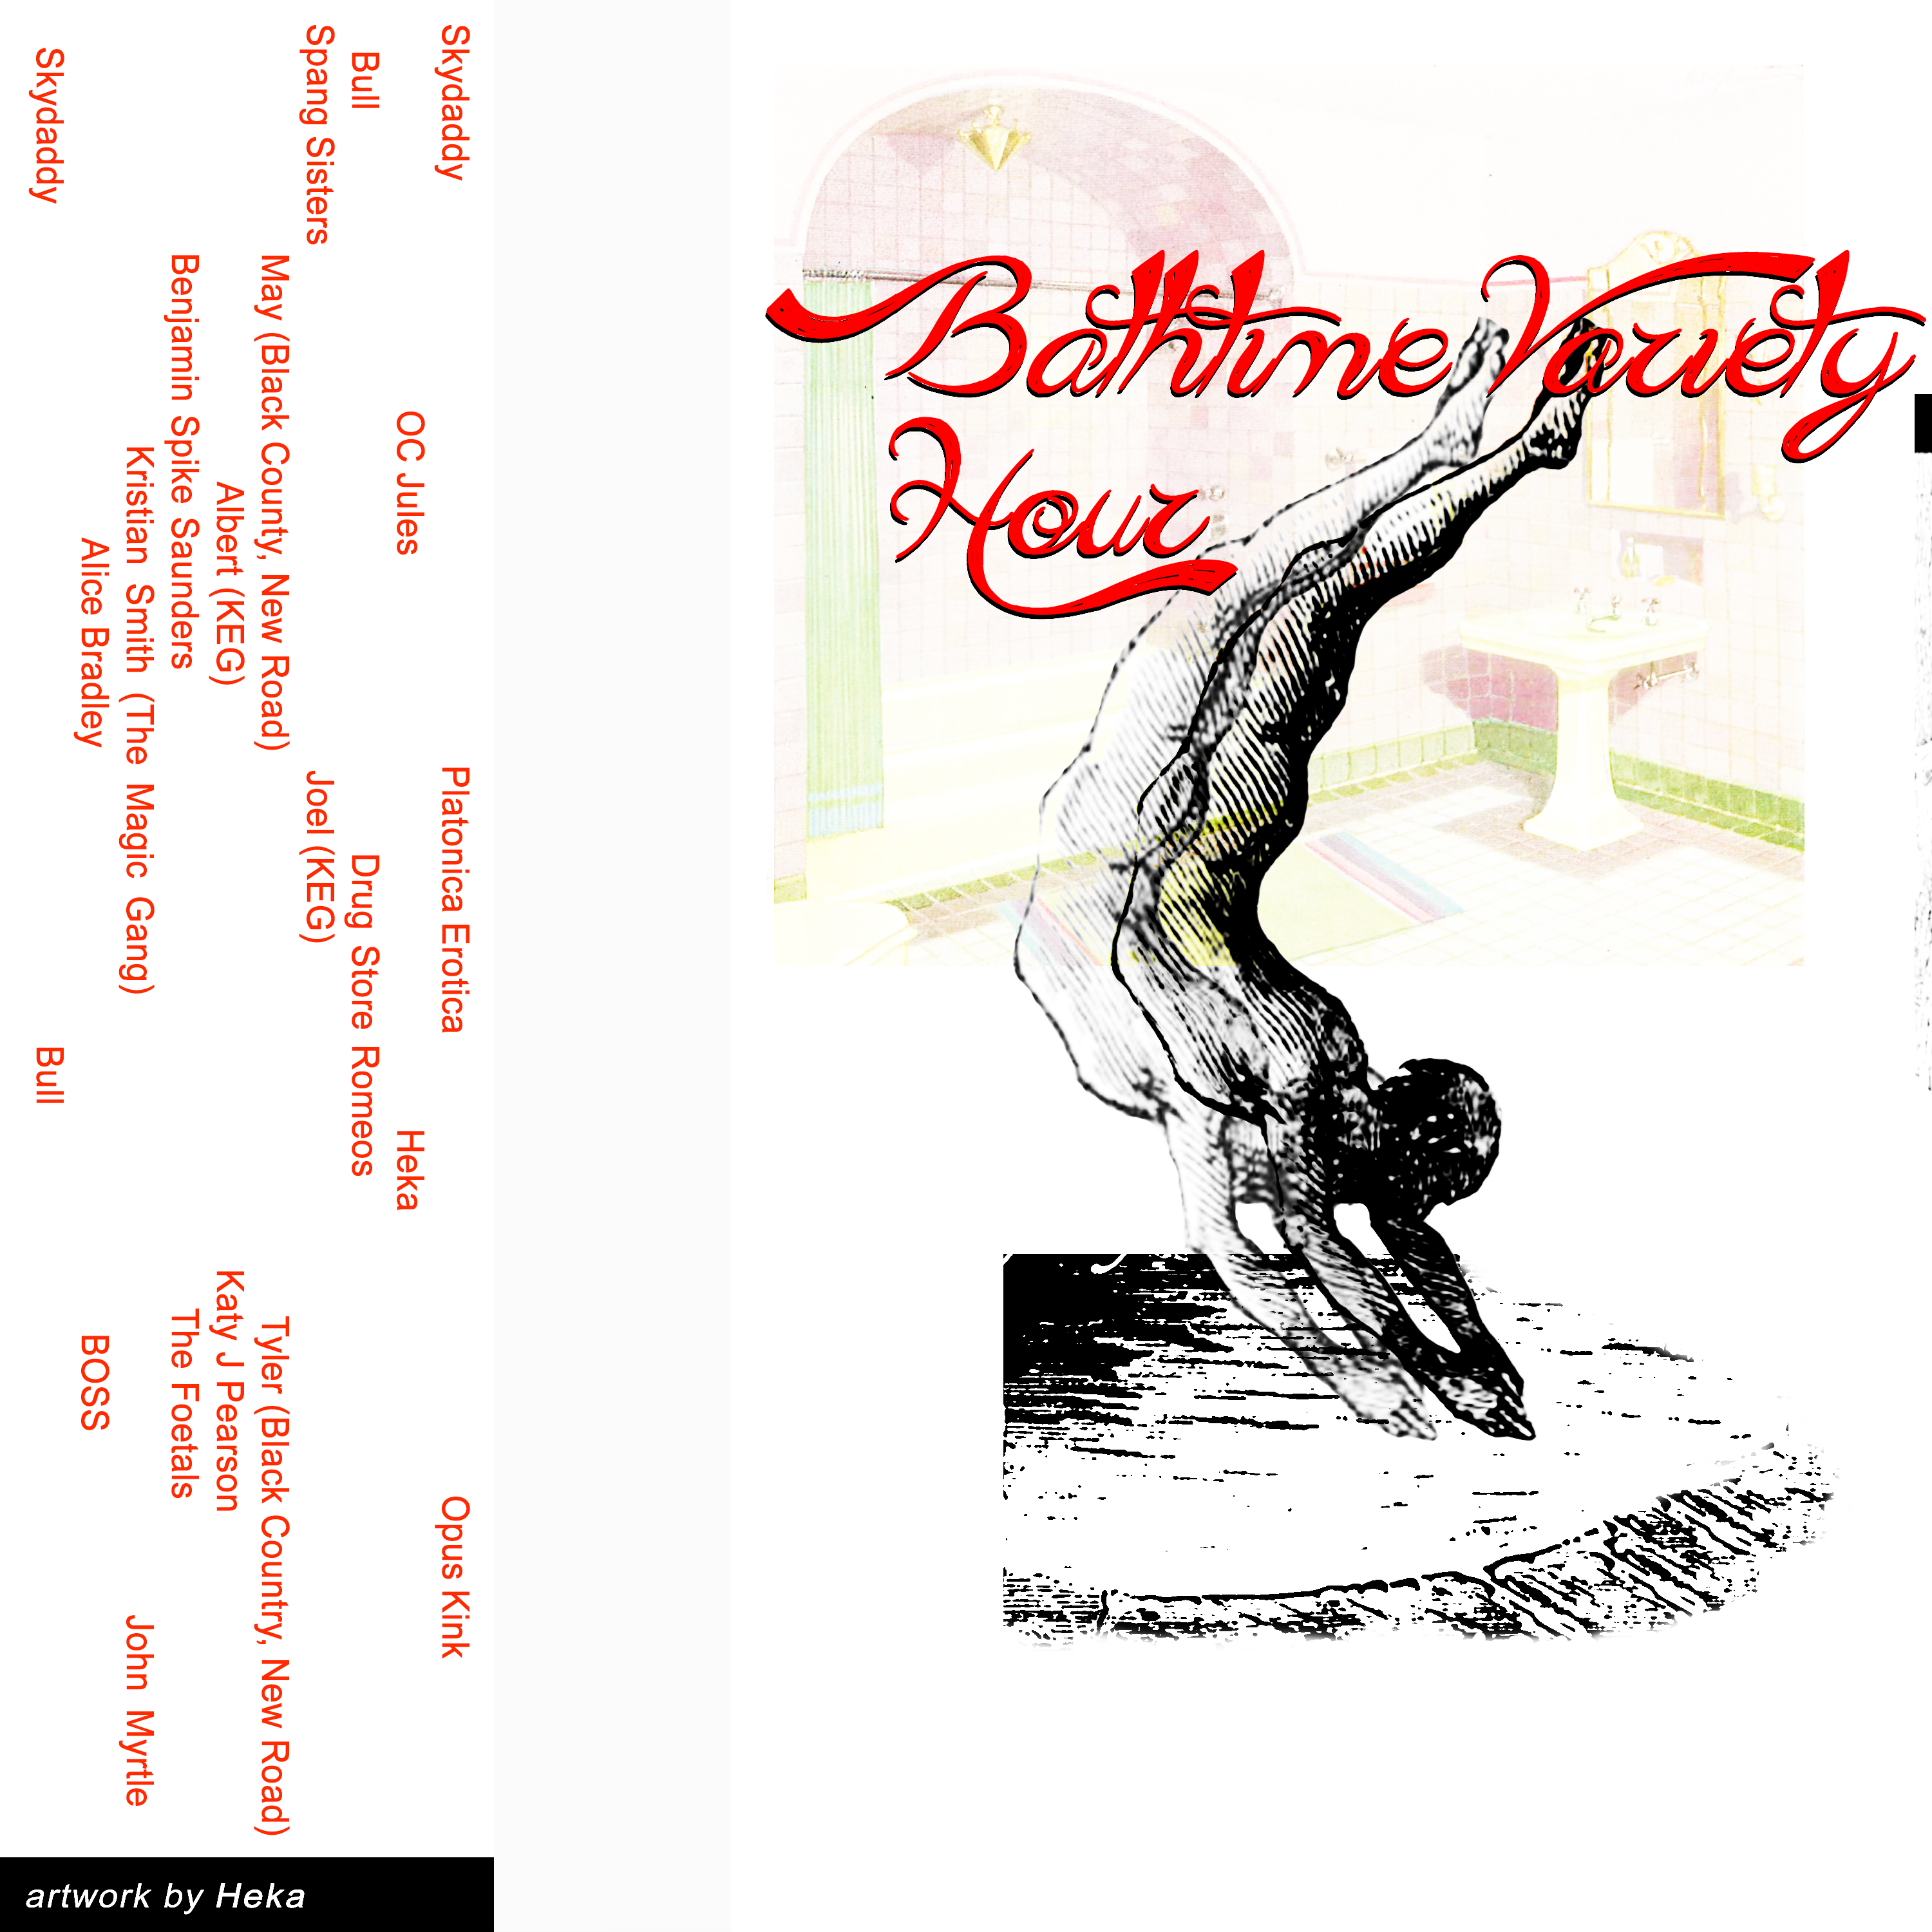 Skydaddy Platonica Erotica Opus Kink
OC Jules Heka
Bull Drug Store Romeos
Spang Sisters Joel (KEG)
May (Black County, New Road) Tyler (Black Country, New Road)
Albert (KEG) Katy J Pearson
Benjamin Spike Saunders The Foetals
Kristian Smith (The Magic Gang) John Myrtle
Alice Bradley BOSS
Skydaddy Bull
artwork by Heka
Bathtime Variety
Hour